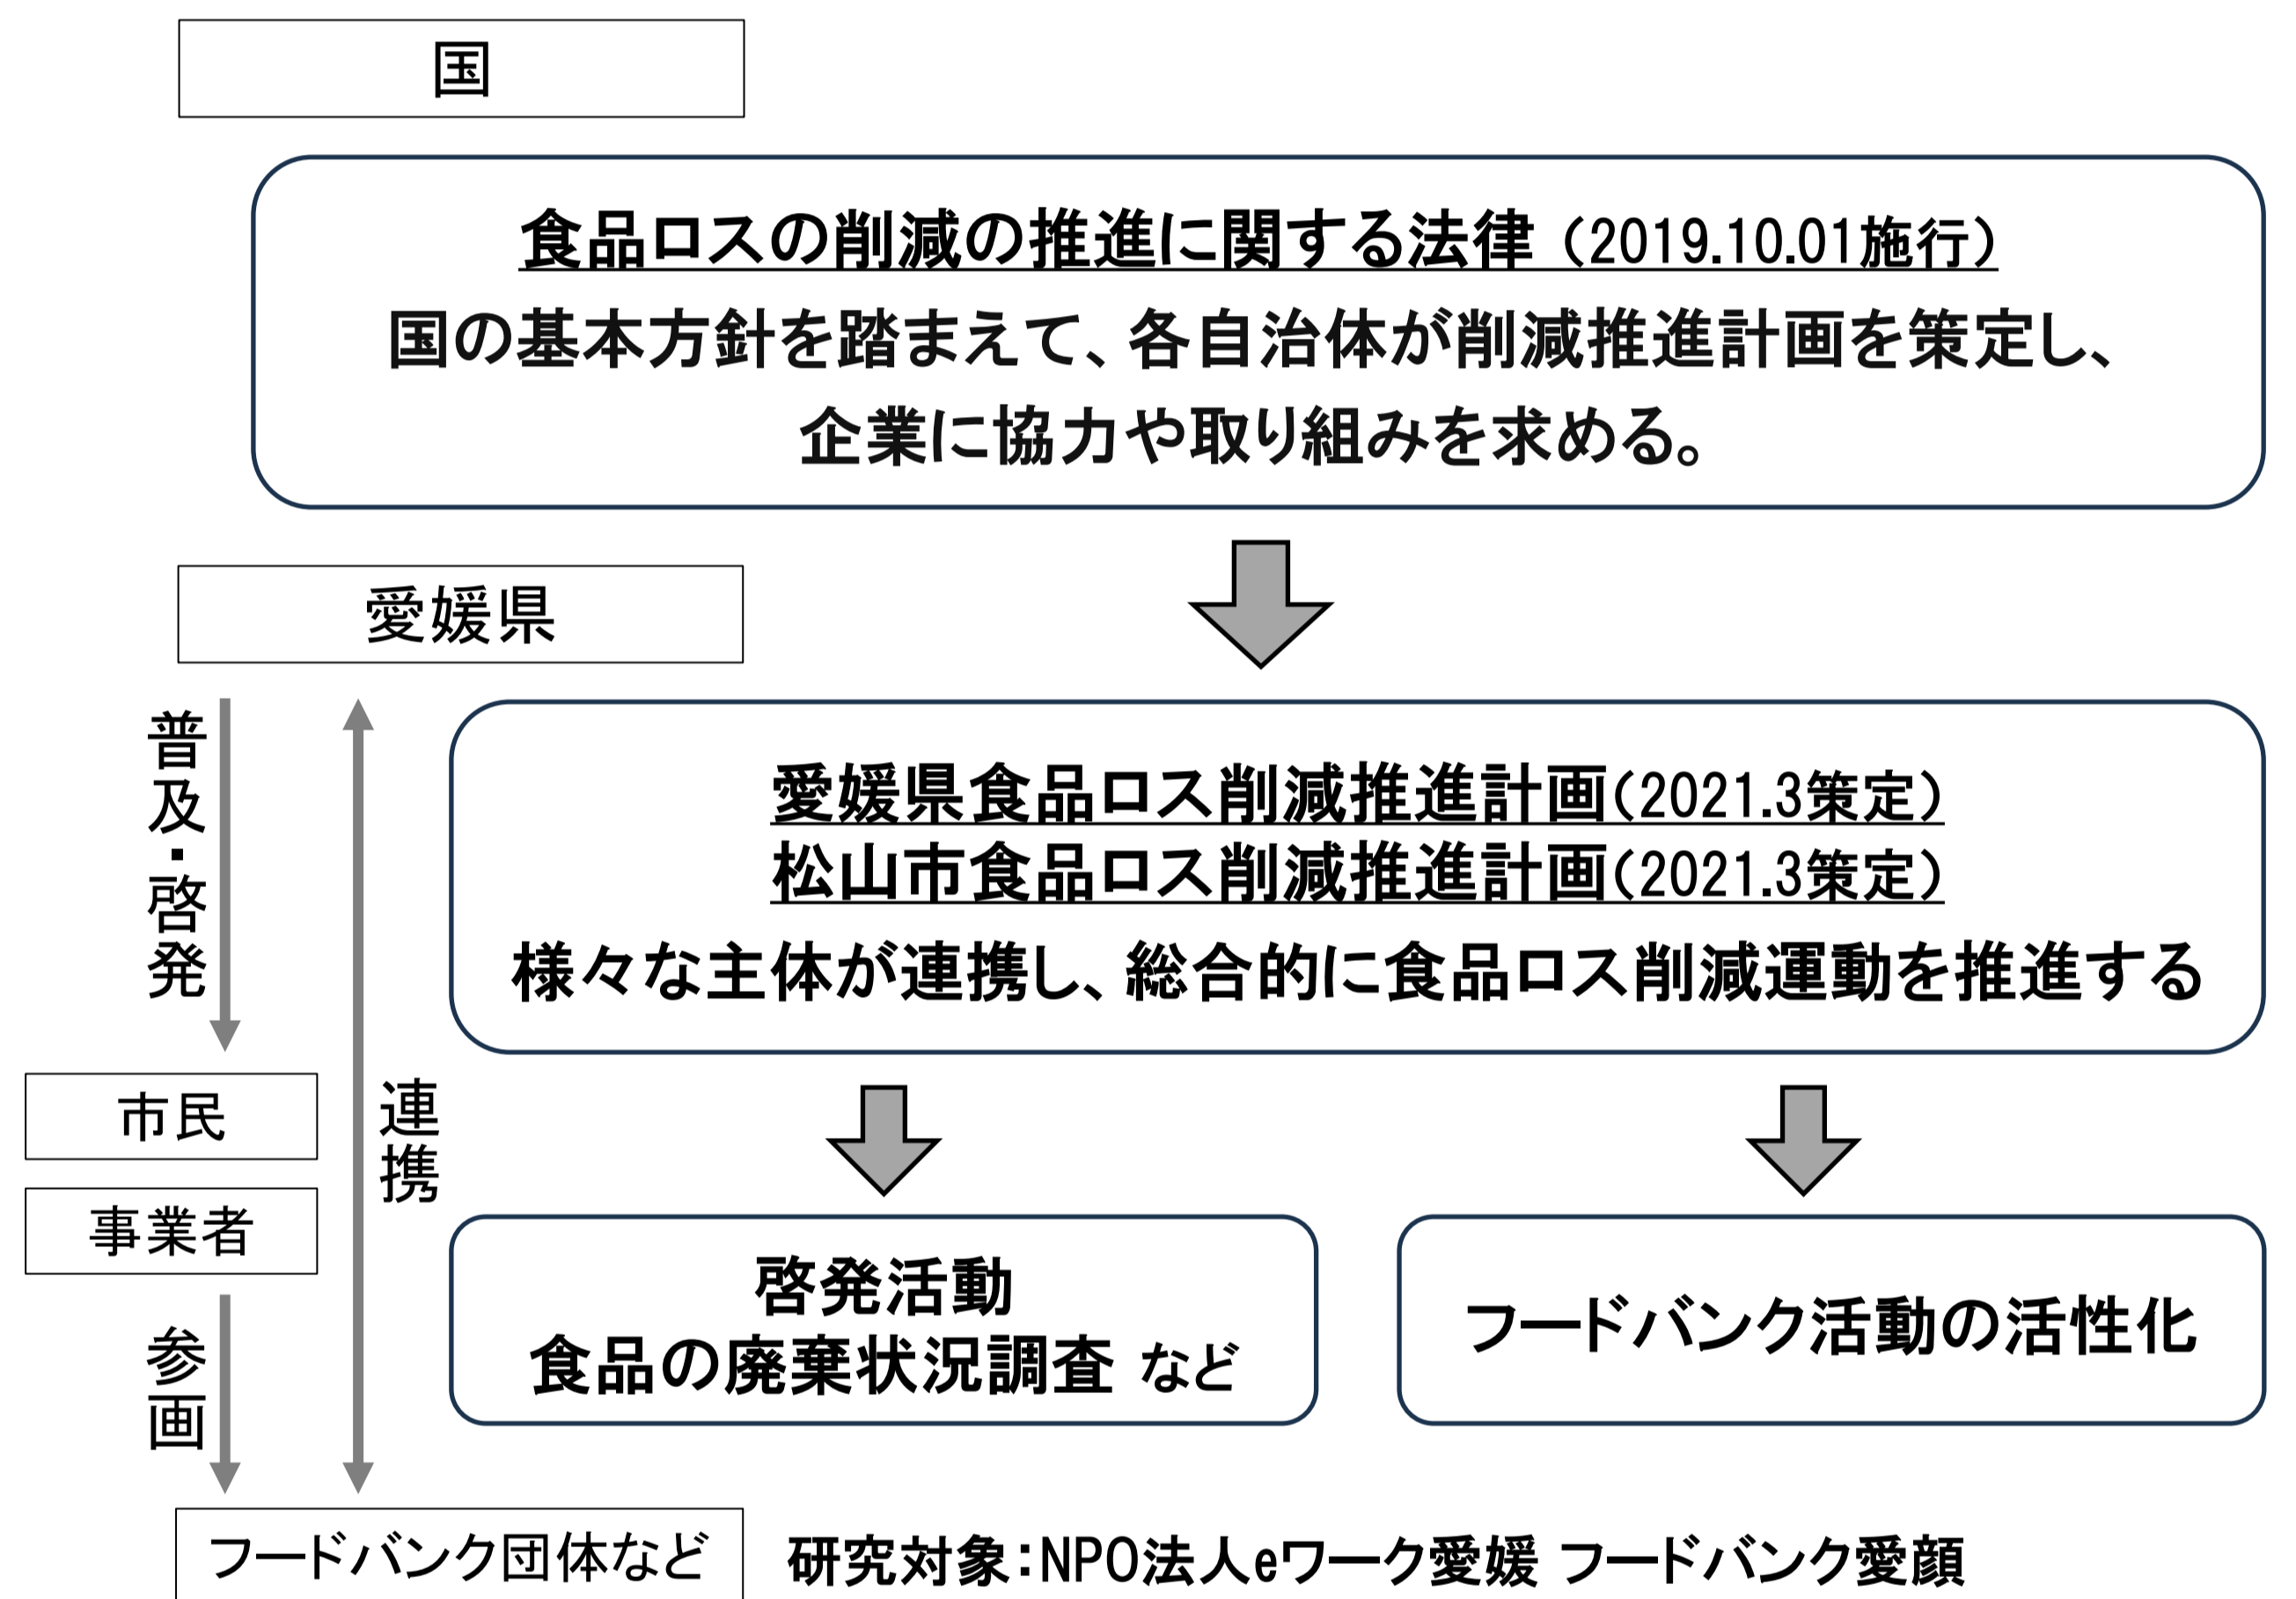 国
食品ロスの削減の推進に関する法律 (2019.10.01施行)
国の基本方針を踏まえて、各自治体が削減推進計画を策定し、
企業に協力や取り組みを求める。
愛媛県
普及・啓発
愛媛県食品ロス削減推進計画(2021.3策定)
松山市食品ロス削減推進計画(2021.3策定)
様々な主体が連携し、総合的に食品ロス削減運動を推進する
市民
連携
事業者
啓発活動
食品の廃棄状況調査 など
フードバンク活動の活性化
参画
フードバンク団体など
研究対象：NPO法人eワーク愛媛 フードバンク愛顔